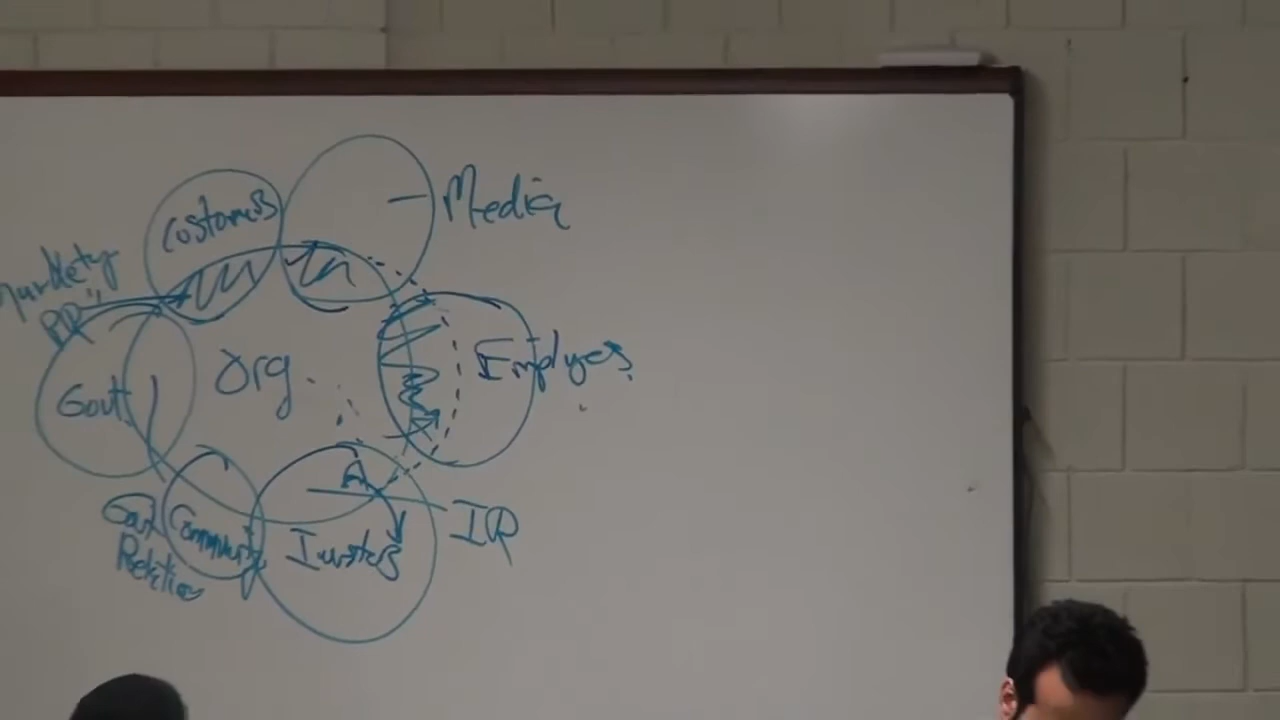 Media
Customers
Marketing
PR
Org
Employees
Govt
Govt
Relations
Community
Investors
IR